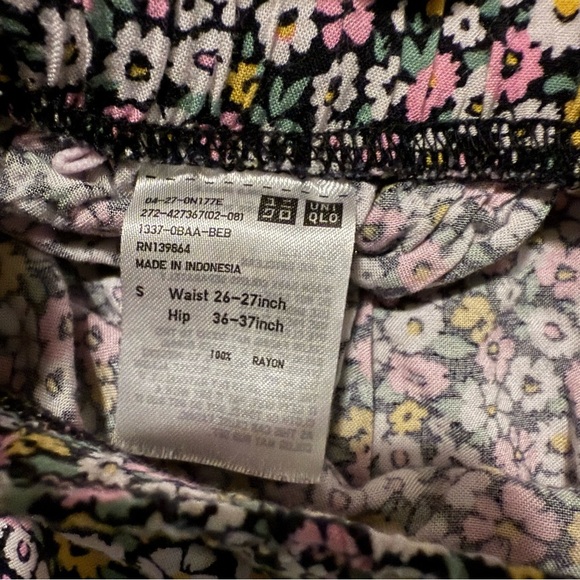 04-27-0N177E
272-427367(02-08)
ユニ
クロ
UNI
QLO
1337-0BAA-BEB
RN139864
MADE IN INDONESIA
S Waist 26-27inch
Hip 36-37inch
100% RAYON